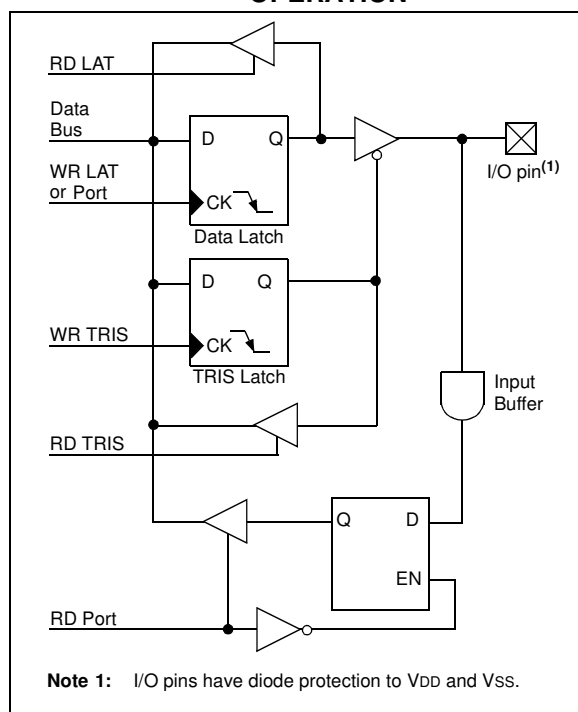 OPERATION
RD LAT
Data
Bus
D Q
WR LAT
or Port
CK
Data Latch
I/O pin(1)
D Q
WR TRIS
CK
TRIS Latch
Input
Buffer
RD TRIS
Q D
EN
RD Port
Note 1: I/O pins have diode protection to VDD and VSS.